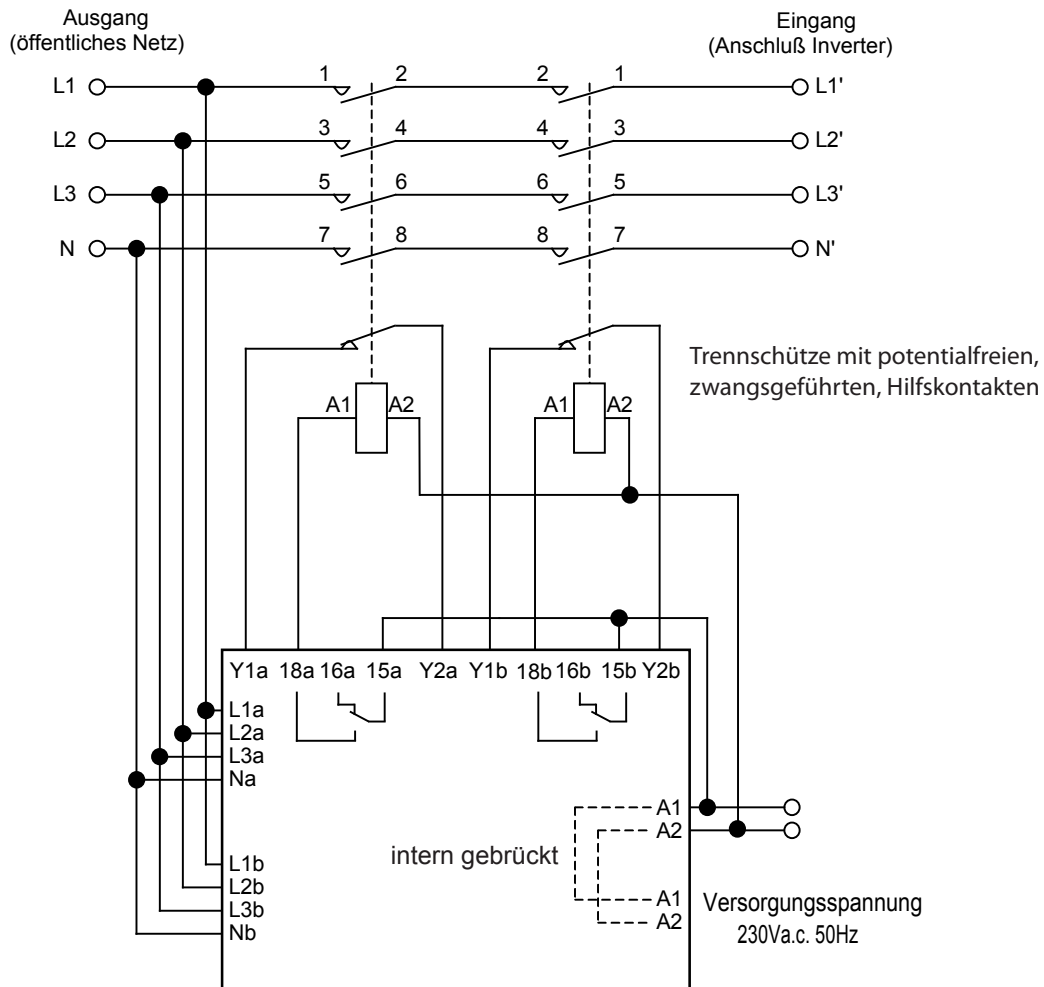 Ausgang
(öffentliches Netz)
Eingang
(Anschluß Inverter)
L1 1 2 2 1 L1'
L2 3 4 4 3 L2'
L3 5 6 6 5 L3'
N 7 8 8 7 N'
Trennschütze mit potentialfreien,
zwangsgeführten, Hilfskontakten
A1 A2 A1 A2
Y1a 18a 16a 15a Y2a Y1b 18b 16b 15b Y2b
L1a
L2a
L3a
Na
A1
A2
intern gebrückt
L1b
L2b
L3b
Nb
A1
A2
Versorgungsspannung
230Va.c. 50Hz